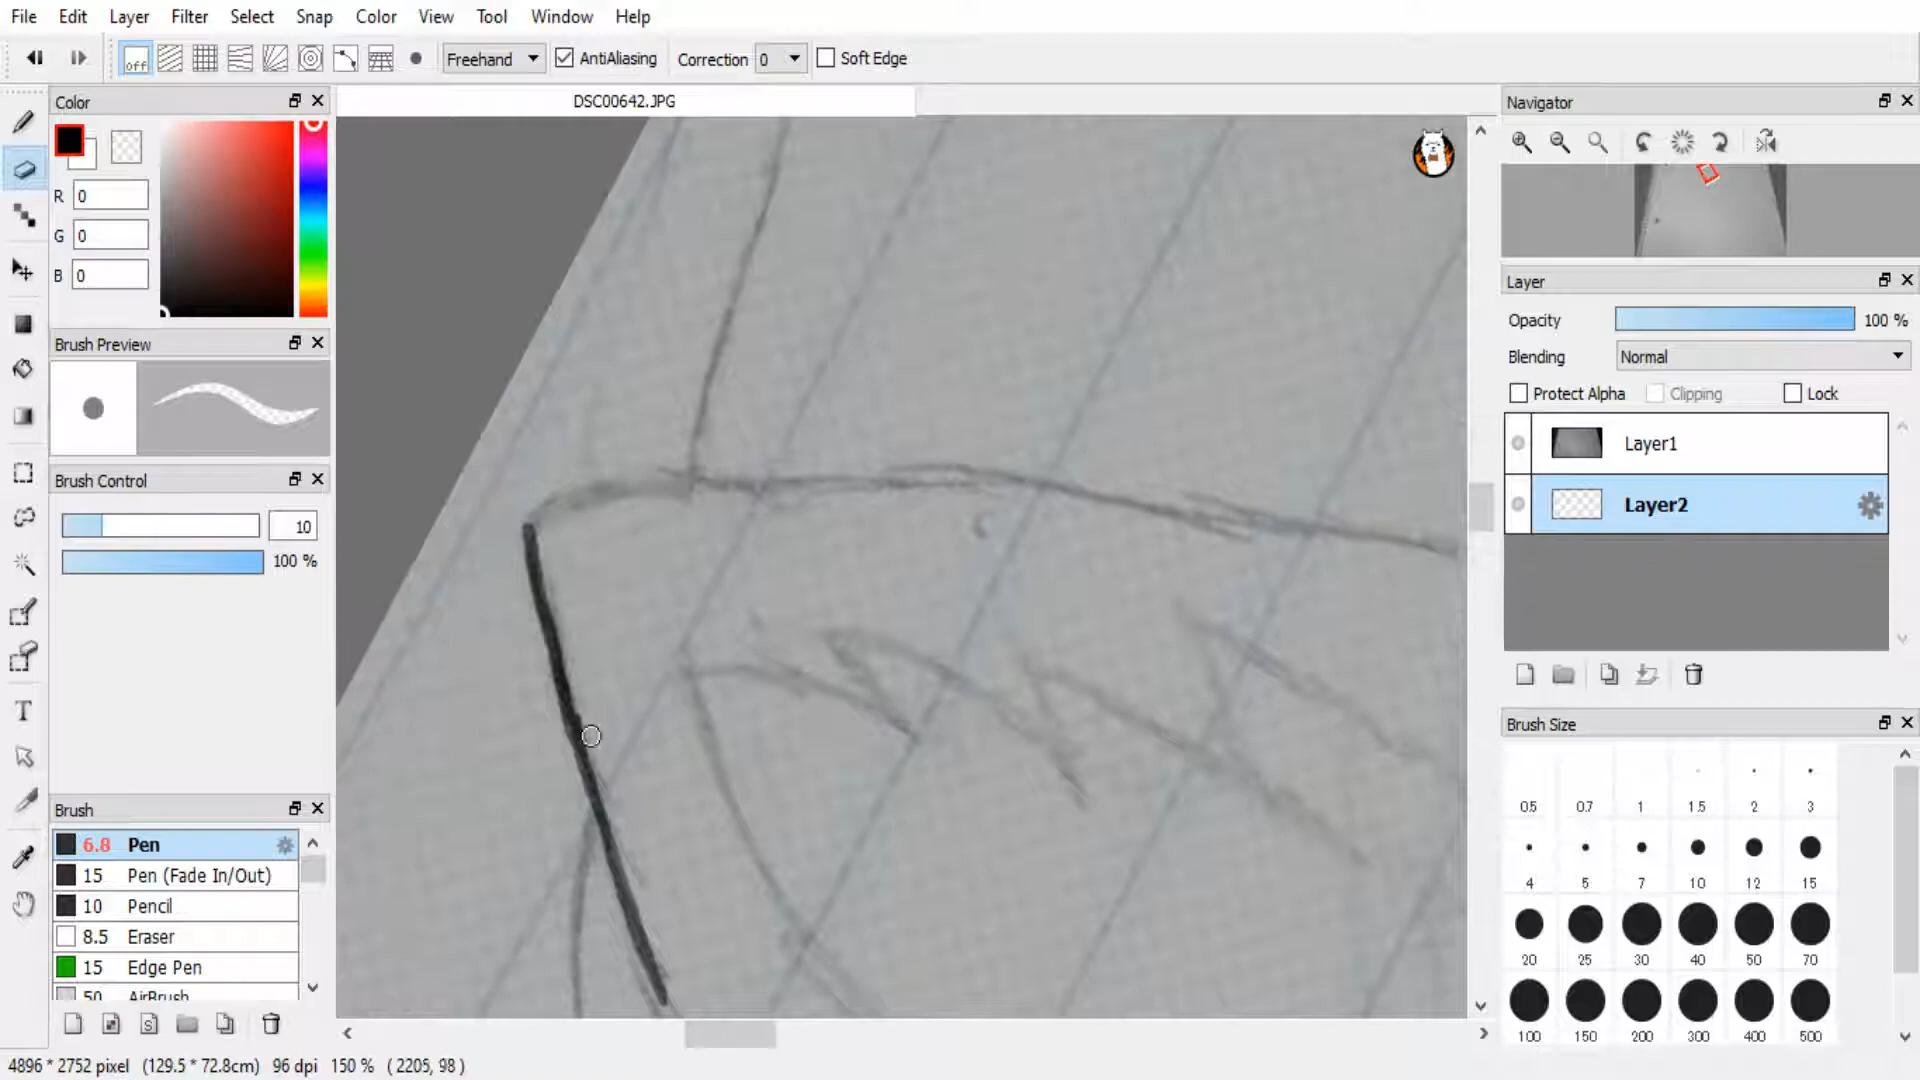 File Edit Layer Filter Select Snap Color View Tool Window Help
off Freehand AntiAliasing Correction 0 Soft Edge
Color
R 0
G 0
B 0
Brush Preview
Brush Control
10
100 %
Brush
6.8 Pen
15 Pen (Fade In/Out)
10 Pencil
8.5 Eraser
15 Edge Pen
50 AirBrush
S
T
DSC00642.JPG
Navigator
Layer
Opacity 100 %
Blending Normal
Protect Alpha Clipping Lock
Layer1
Layer2
Brush Size
0.5 0.7 1 1.5 2 3
4 5 7 10 12 15
20 25 30 40 50 70
100 150 200 300 400 500
4896 * 2752 pixel (129.5 * 72.8cm) 96 dpi 150 % ( 2205, 98 )